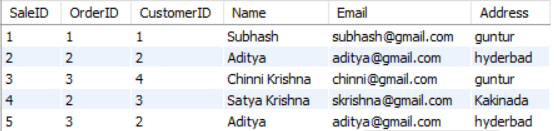 SaleID OrderID CustomerID Name Email Address
1 1 1 Subhash subhash@gmail.com guntur
2 2 2 Aditya aditya@gmail.com hyderbad
3 3 4 Chinni Krishna chinni@gmail.com guntur
4 2 3 Satya Krishna skrishna@gmail.com Kakinada
5 3 2 Aditya aditya@gmail.com hyderbad